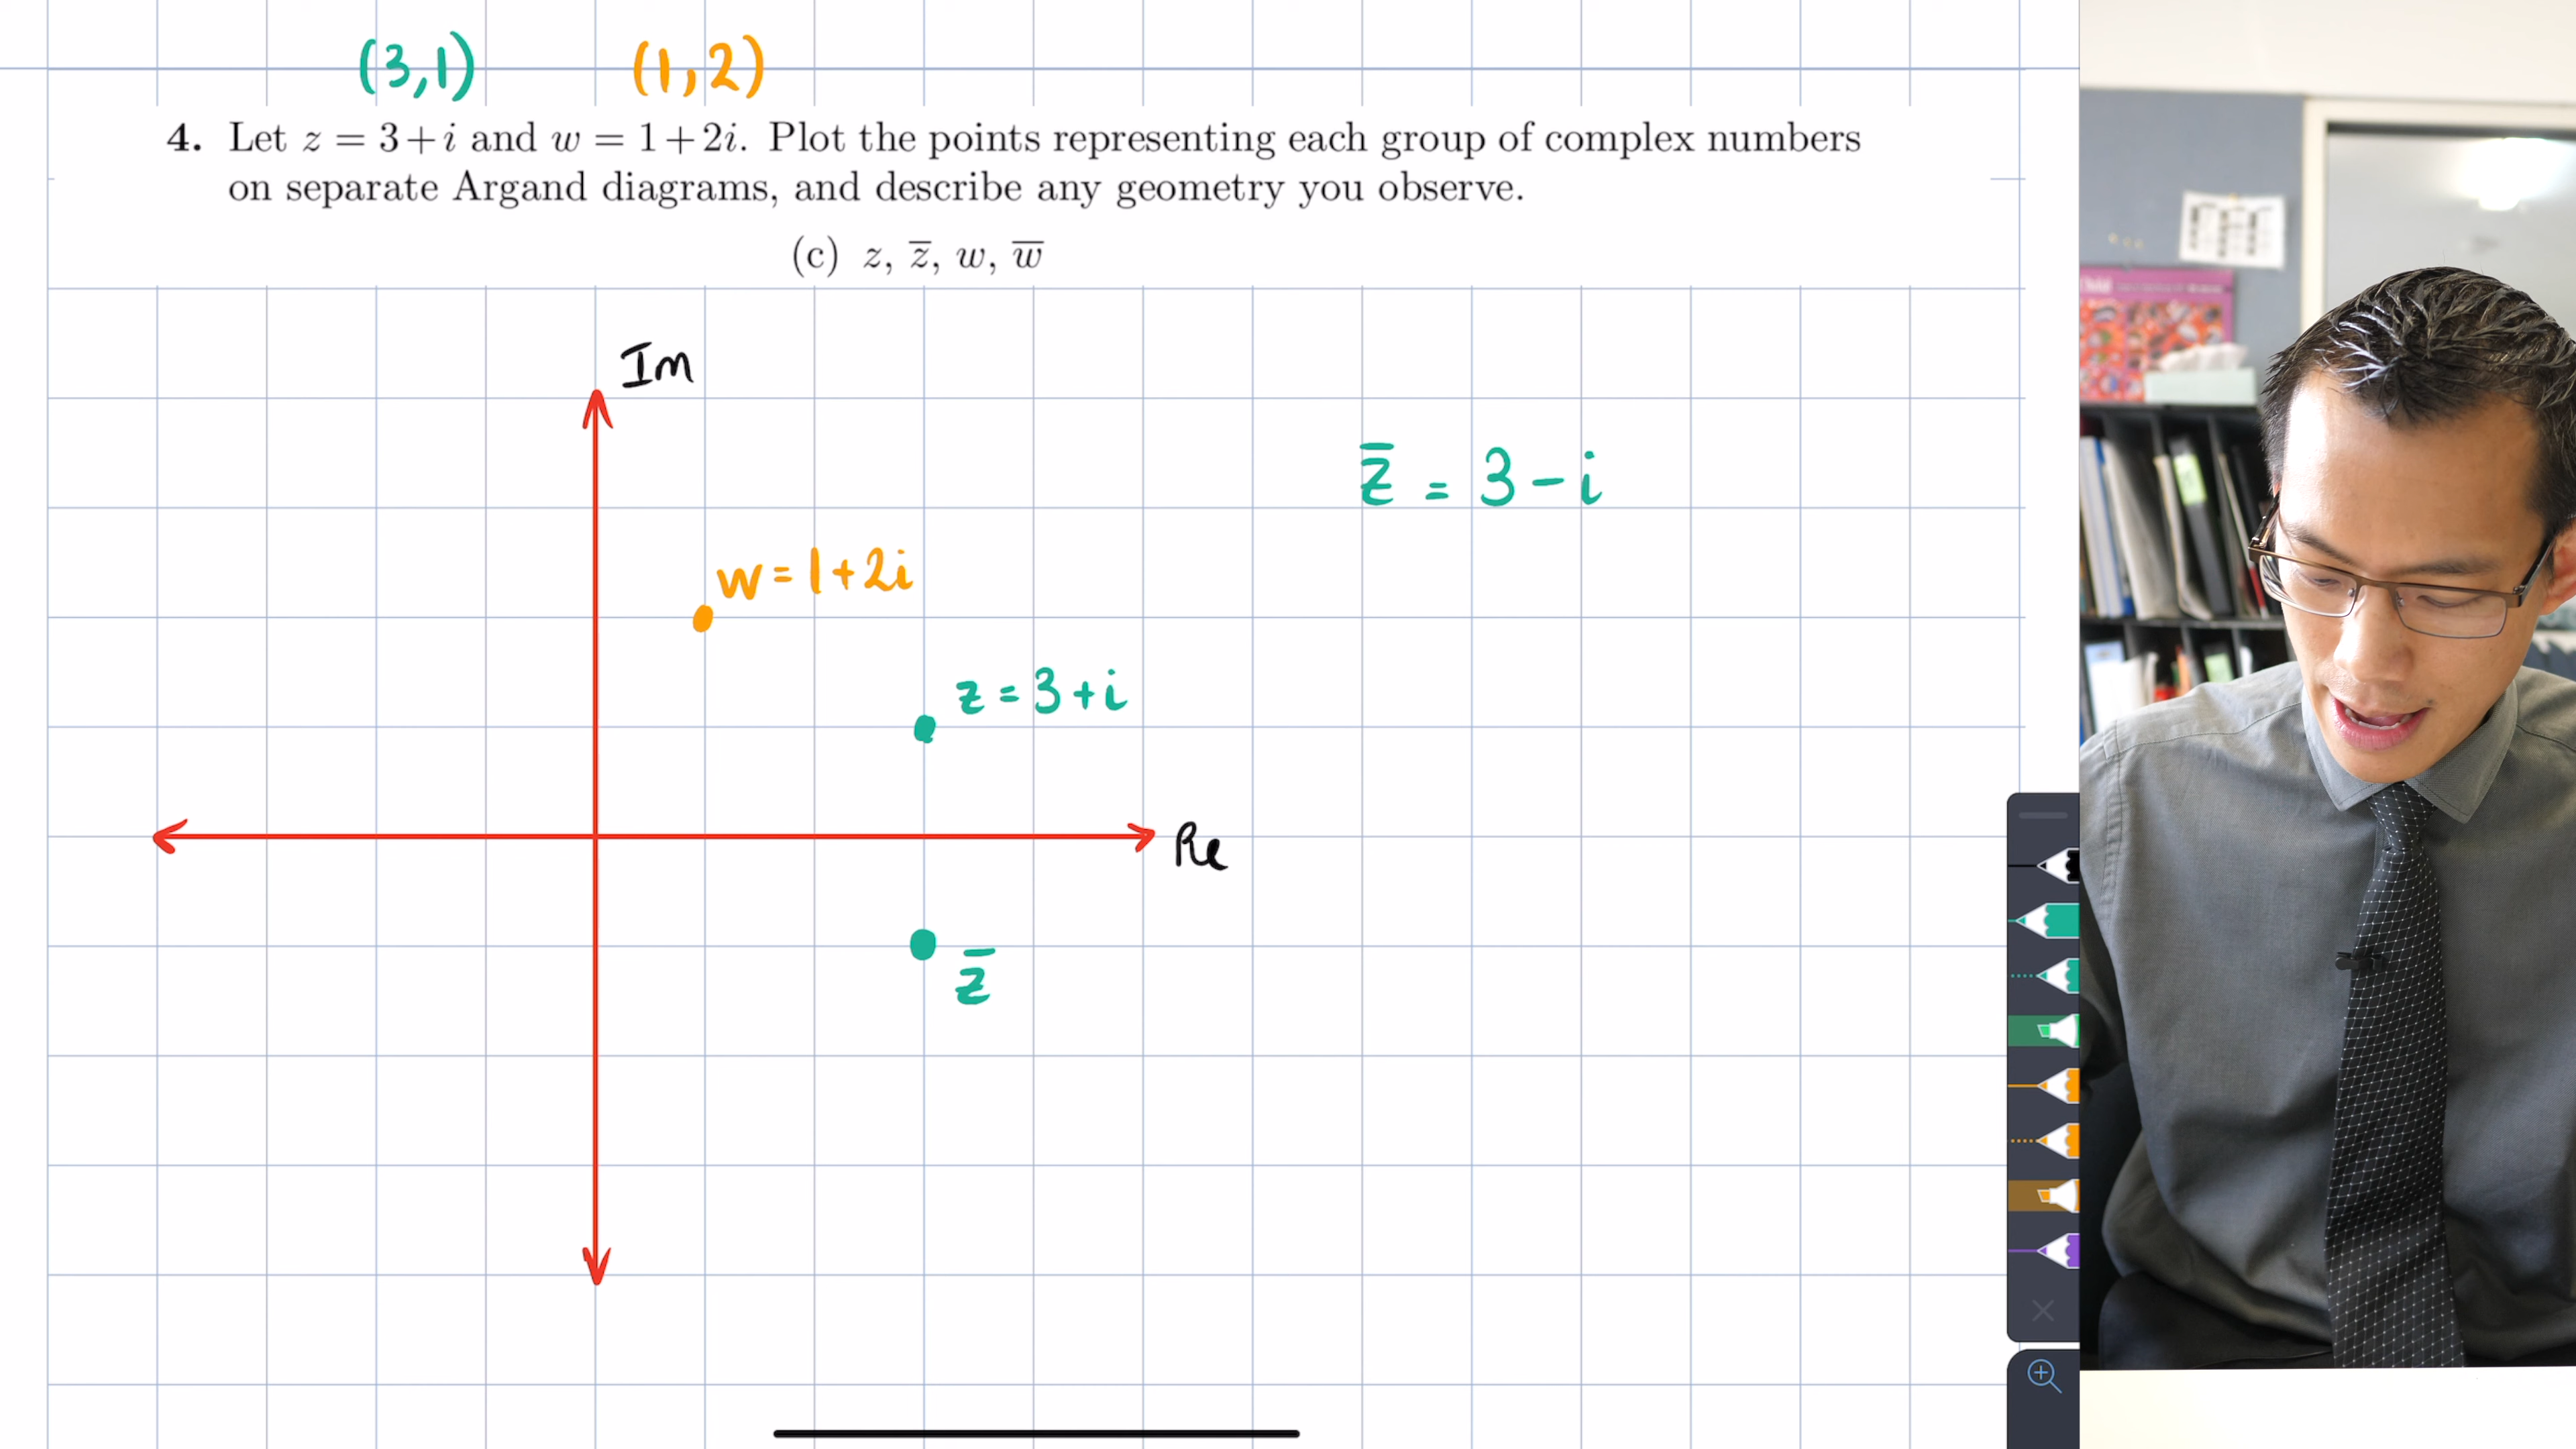 (3,1) (1,2)
4. Let z = 3+i and w = 1+2i. Plot the points representing each group of complex numbers
on separate Argand diagrams, and describe any geometry you observe.
(c) z, z̅, w, w̅
Im
z̅ = 3-i
w=1+2i
z=3+i
Re
z̅